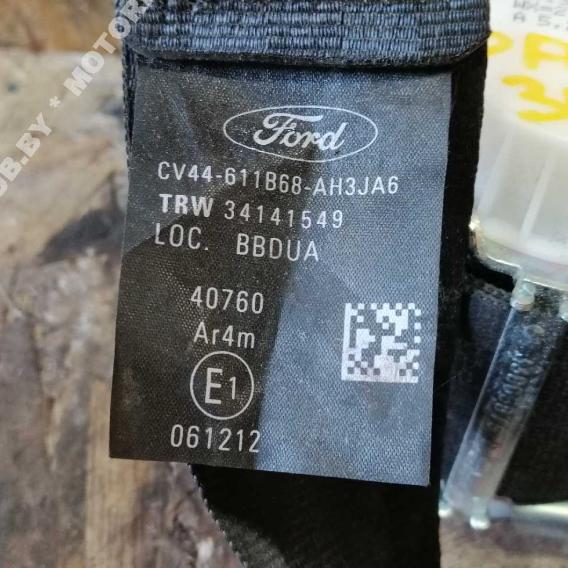 Ford
CV44-611B68-AH3JA6
TRW 34141549
LOC. BBDUA
40760
Ar4m
E1
061212